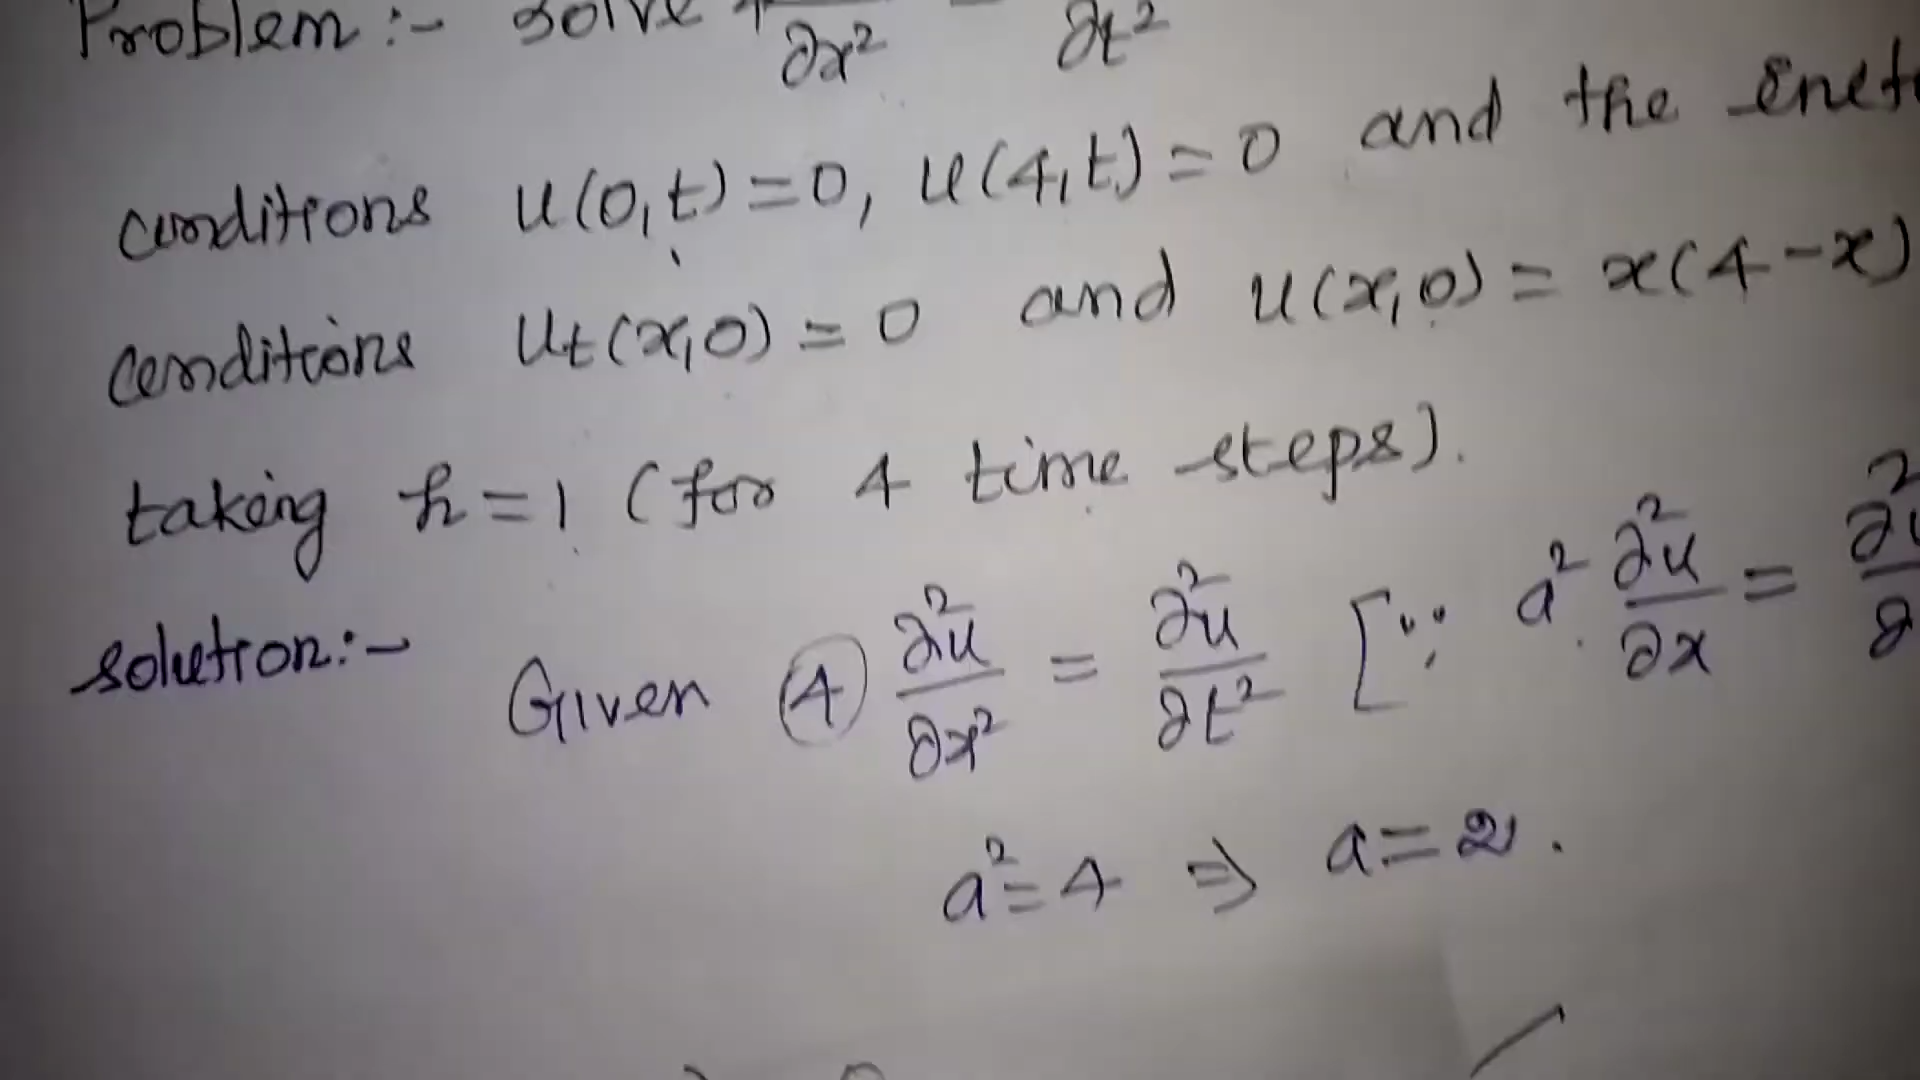 Problem :- solve 4 ∂x² ∂t²
conditions u(0,t)=0, u(4,t)=0 and the
conditions ut(x,0)=0 and u(x,0)=x(4-x)
taking h=1 (for 4 time steps).
solution:- Given 4 ∂²u/∂x² = ∂²u/∂t² [∵ a² ∂²u/∂x =
a²=4 ⇒ a=2.